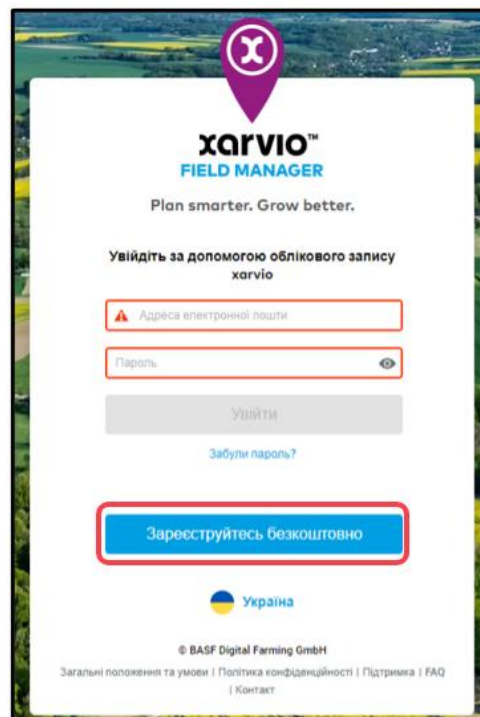 xarvio™
FIELD MANAGER
Plan smarter. Grow better.
Увійдіть за допомогою облікового запису
xarvio
Адреса електронної пошти
Пароль
Увійти
Забули пароль?
Зареєструйтесь безкоштовно
Україна
© BASF Digital Farming GmbH
Загальні положення та умови | Політика конфіденційності | Підтримка | FAQ
| Контакт